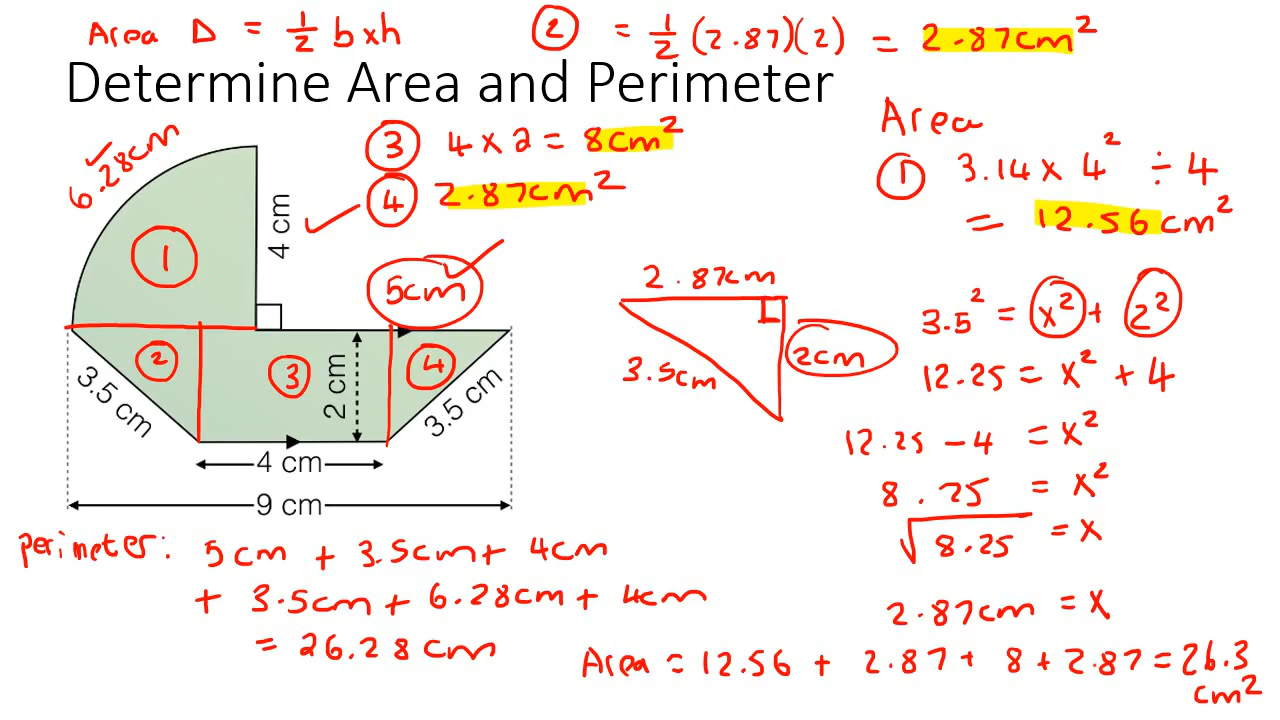 Area Δ = 1/2 b x h
② = 1/2 (2.87)(2) = 2.87cm²
Determine Area and Perimeter
③ 4 x 2 = 8cm²
④ 2.87cm²
Area
① 3.14 x 4² ÷ 4
= 12.56cm²
6.28cm
4 cm
1
5cm
2
3
4
2 cm
3.5 cm
3.5 cm
4 cm
9 cm
2.87cm
2cm
3.5cm
3.5² = x² + 2²
12.25 = x² + 4
12.25 - 4 = x²
8.25 = x²
√8.25 = x
2.87cm = x
perimeter: 5cm + 3.5cm + 4cm
+ 3.5cm + 6.28cm + 4cm
= 26.28 cm
Area = 12.56 + 2.87 + 8 + 2.87 = 26.3
cm²